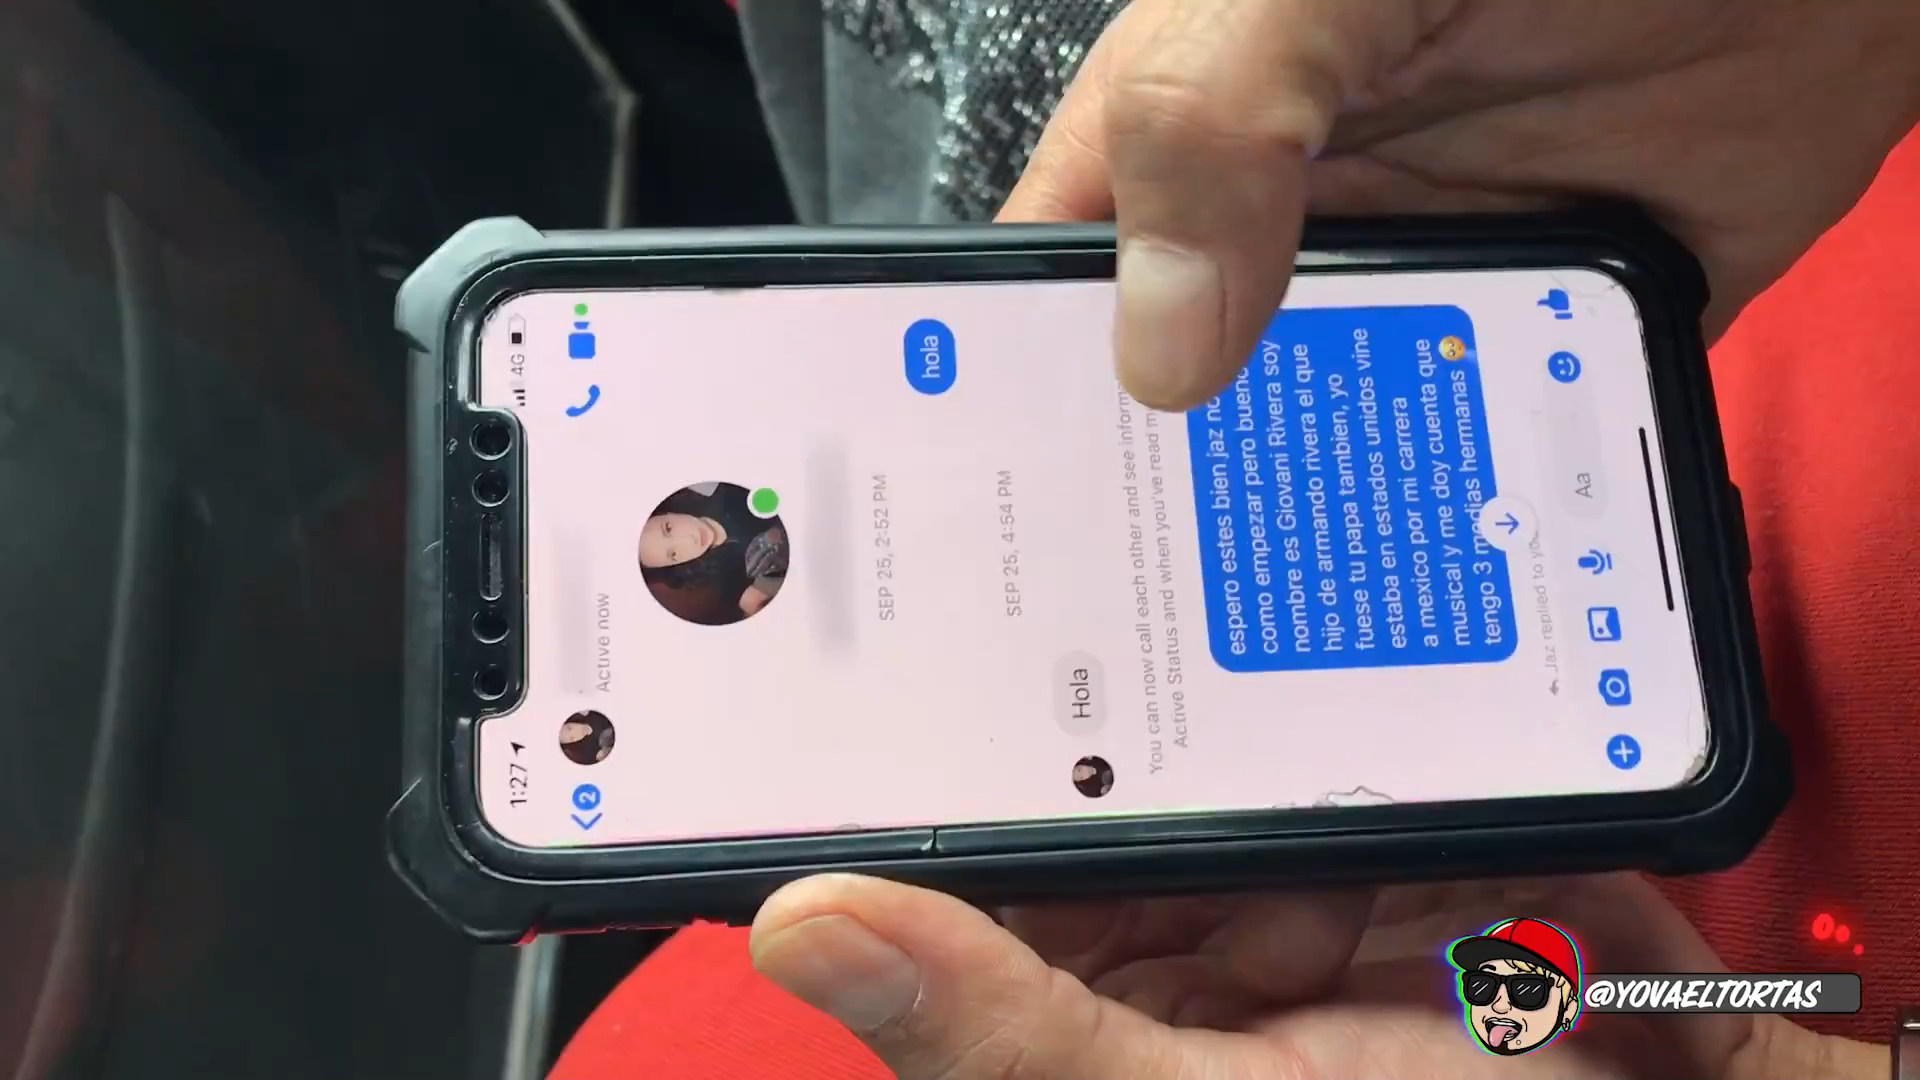 1:27
4G
2
Active now
SEP 25, 2:52 PM
hola
SEP 25, 4:54 PM
Hola
You can now call each other and see inform
Active Status and when you've read m
espero estes bien jaz no
como empezar pero bueno
nombre es Giovani Rivera soy
hijo de armando rivera el que
fuese tu papa tambien, yo
estaba en estados unidos vine
a mexico por mi carrera
musical y me doy cuenta que
tengo 3 medias hermanas
Jaz replied to yo
Aa
@YOVAELTORTAS